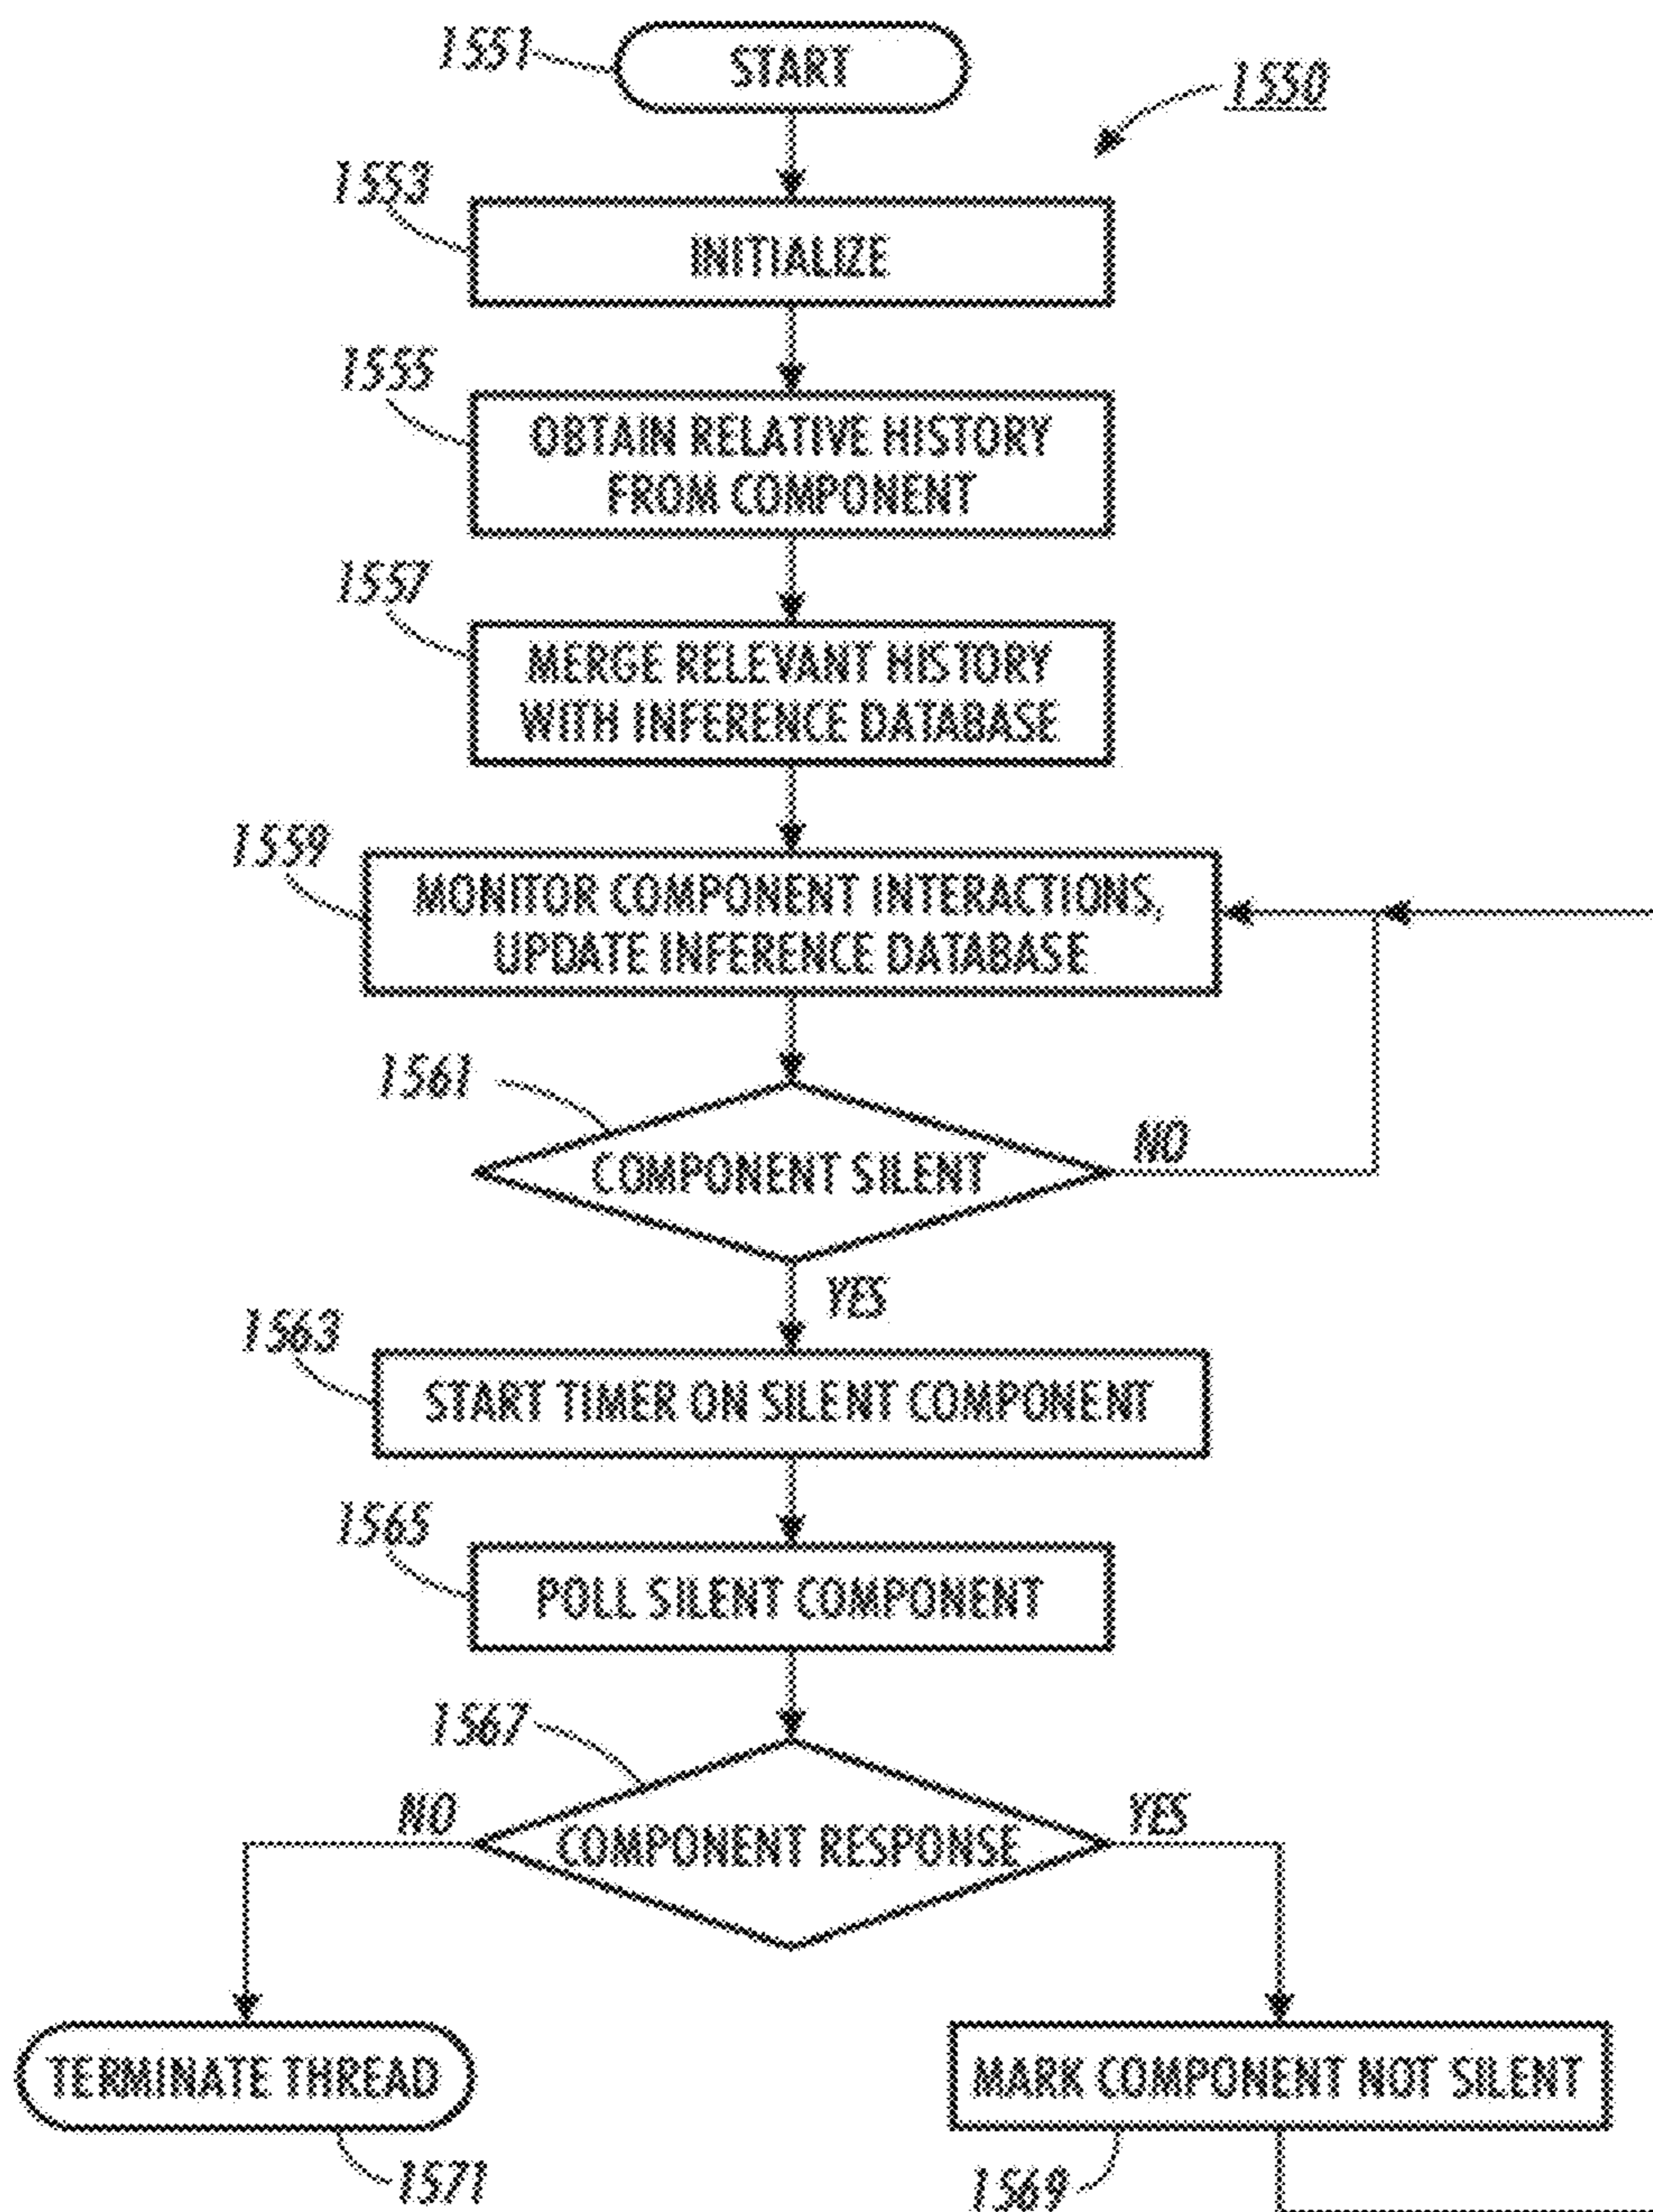 1551
START
1550
1553
INITIALIZE
1555
OBTAIN RELATIVE HISTORY
FROM COMPONENT
1557
MERGE RELEVANT HISTORY
WITH INFERENCE DATABASE
1559
MONITOR COMPONENT INTERACTIONS,
UPDATE INFERENCE DATABASE
1561
COMPONENT SILENT
NO
YES
1563
START TIMER ON SILENT COMPONENT
1565
POLL SILENT COMPONENT
1567
NO
COMPONENT RESPONSE
YES
TERMINATE THREAD
MARK COMPONENT NOT SILENT
1571
1569